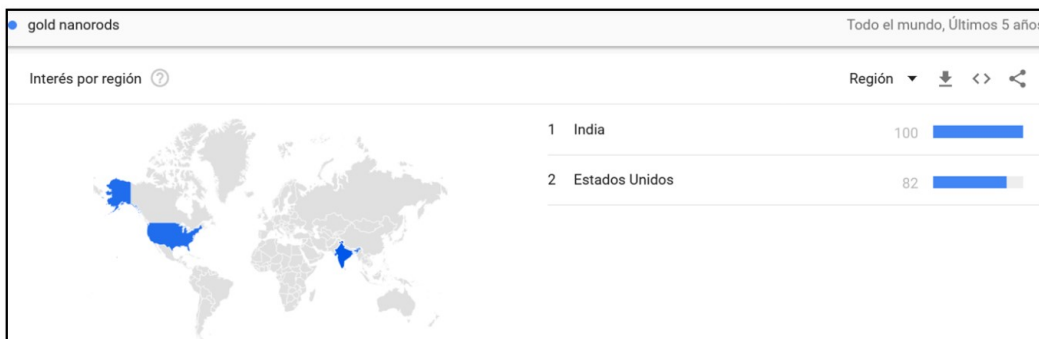 gold nanorods Todo el mundo, Últimos 5 años
Interés por región ? Región
1 India 100
2 Estados Unidos 82